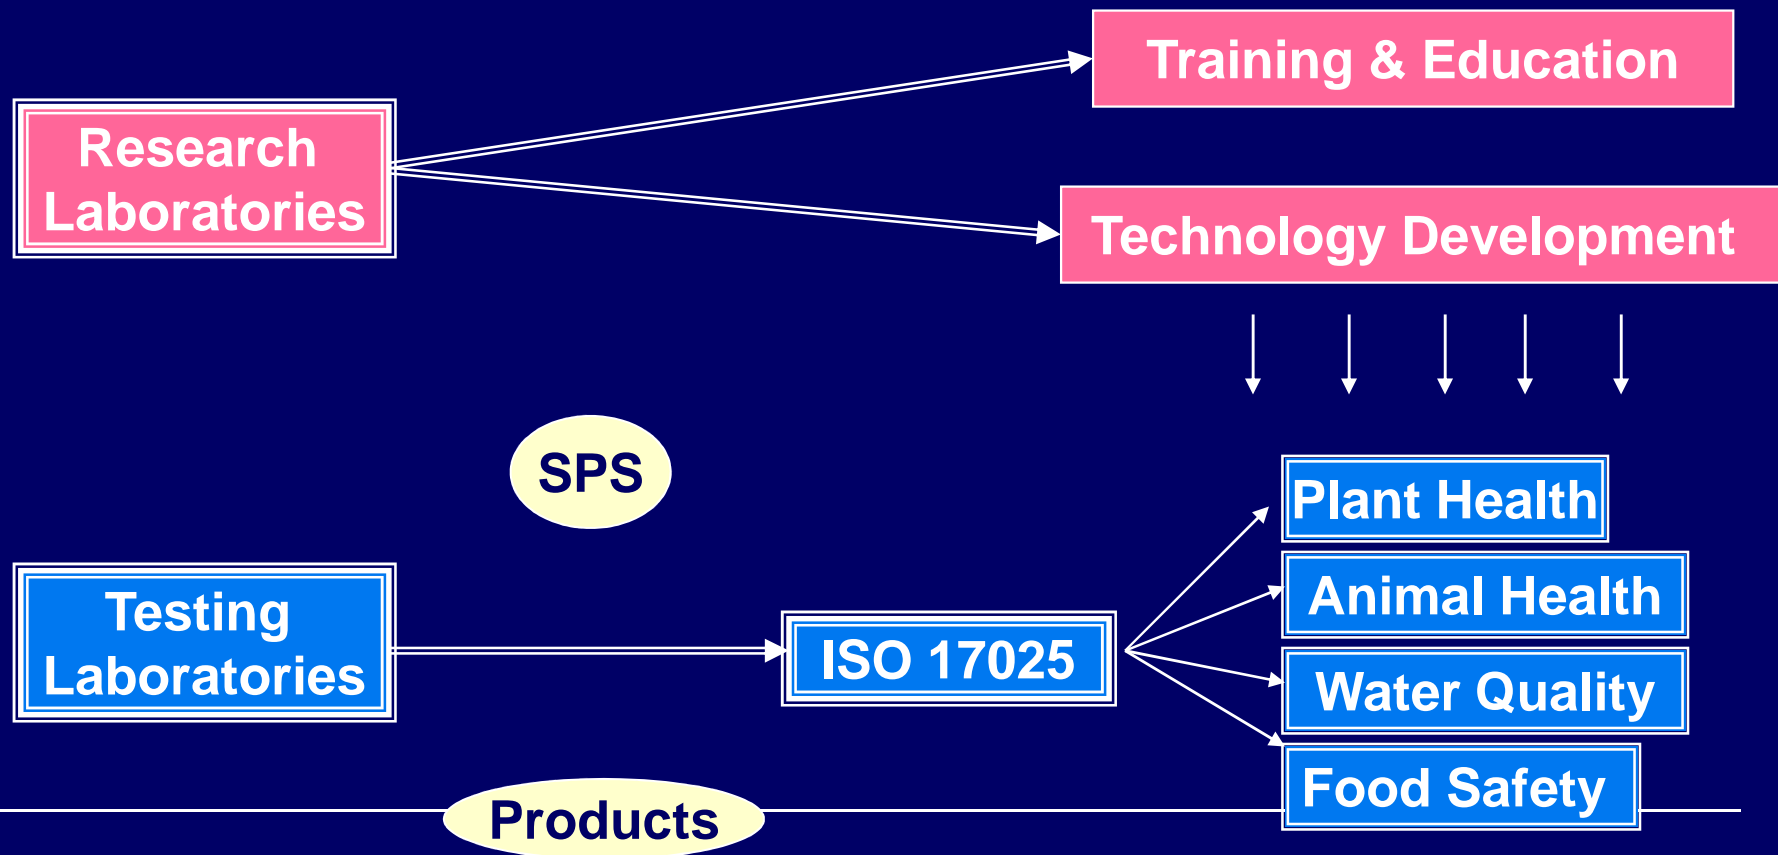 Training & Education
Research
Laboratories
Technology Development
SPS
Plant Health
Animal Health
Testing
Laboratories
ISO 17025
Water Quality
Food Safety
Products